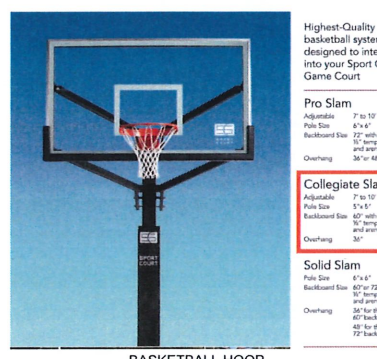 Highest-Quality
basketball syste
designed to inte
into your Sport C
Game Court
Pro Slam
Adjustable 7' to 10'
Pole Size 6"x 6"
Backboard Size 72" with
½" temp
and aren
Overhang 36" or 48
Collegiate Sla
Adjustable 7' to 10'
Pole Size 5"x 5"
Backboard Size 60" with
½" temp
and aren
Overhang 36"
Solid Slam
Pole Size 6"x 6"
Backboard Size 60" or 72
½" temp
and aren
Overhang 36" for th
60" back
48" for th
72" back
SPORT
COURT
BASKETBALL HOOP